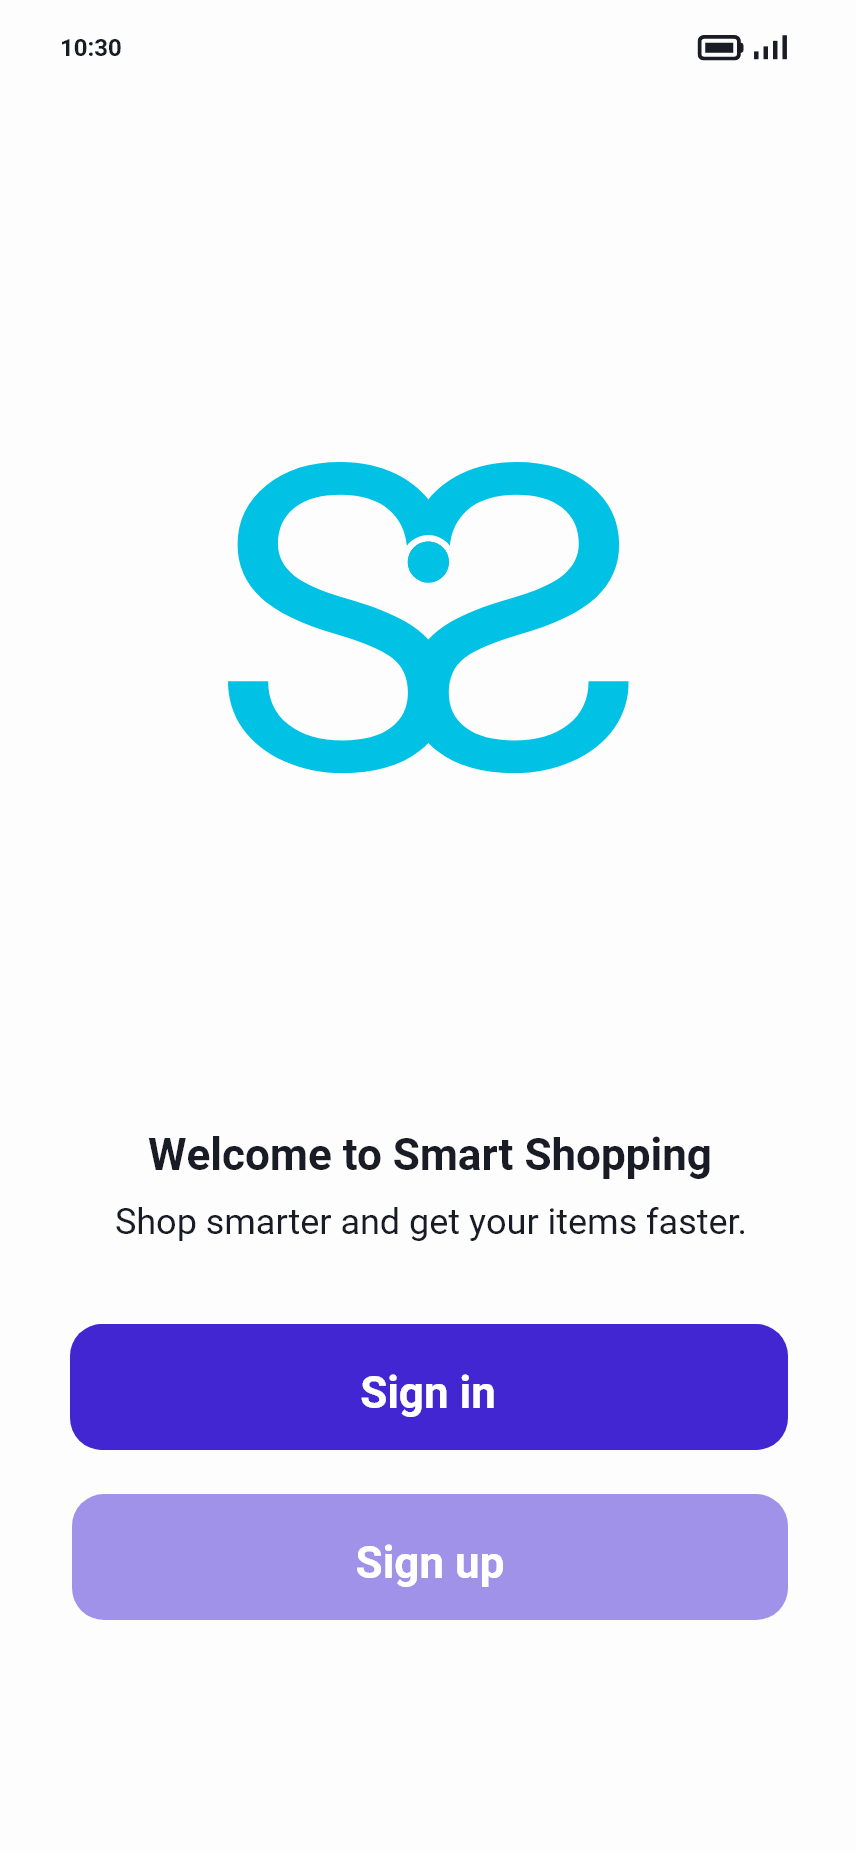 10:30
Welcome to Smart Shopping
Shop smarter and get your items faster.
Sign in
Sign up